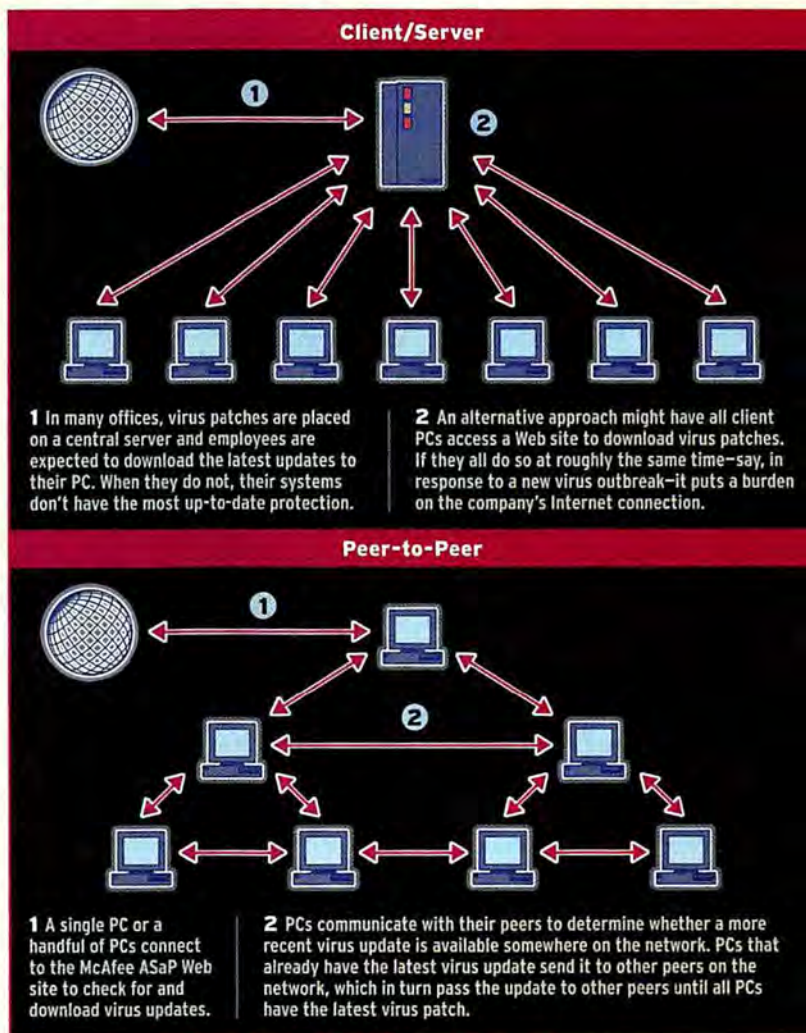 Client/Server
1
2
1 In many offices, virus patches are placed
on a central server and employees are
expected to download the latest updates to
their PC. When they do not, their systems
don't have the most up-to-date protection.
2 An alternative approach might have all client
PCs access a Web site to download virus patches.
If they all do so at roughly the same time—say, in
response to a new virus outbreak—it puts a burden
on the company's Internet connection.
Peer-to-Peer
1
2
1 A single PC or a
handful of PCs connect
to the McAfee ASaP Web
site to check for and
download virus updates.
2 PCs communicate with their peers to determine whether a more
recent virus update is available somewhere on the network. PCs that
already have the latest virus update send it to other peers on the
network, which in turn pass the update to other peers until all PCs
have the latest virus patch.